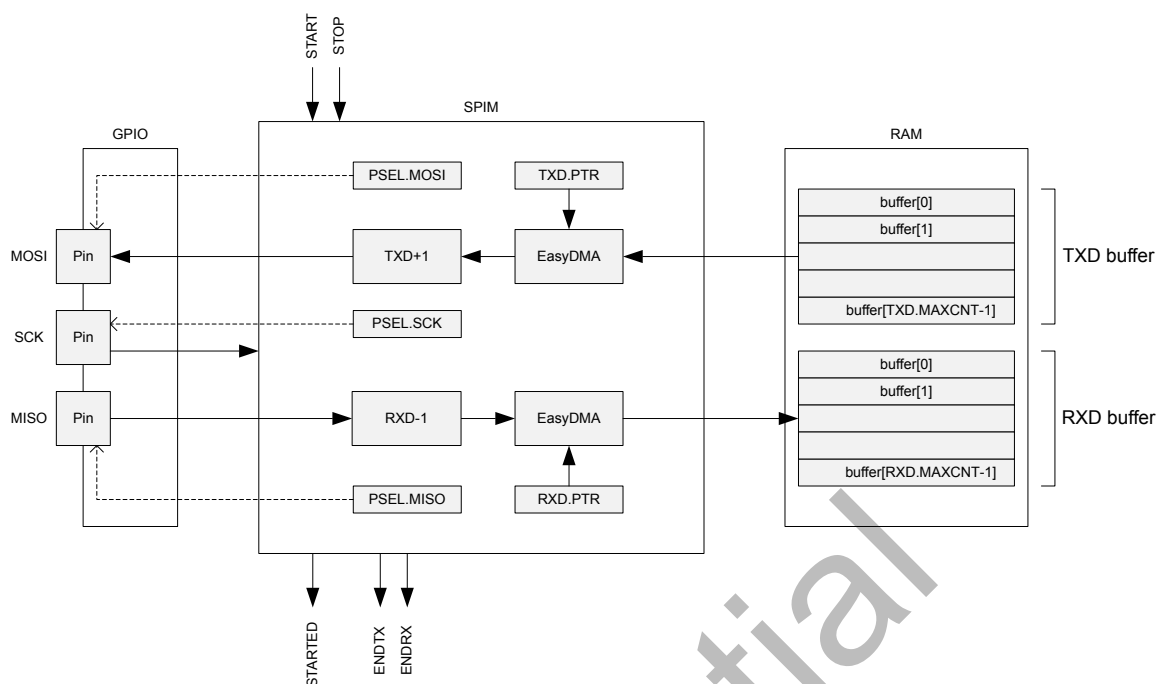 START
STOP
SPIM
GPIO
RAM
PSEL.MOSI
TXD.PTR
buffer[0]
buffer[1]
MOSI
Pin
TXD+1
EasyDMA
TXD buffer
buffer[TXD.MAXCNT-1]
SCK
Pin
PSEL.SCK
buffer[0]
buffer[1]
MISO
Pin
RXD-1
EasyDMA
RXD buffer
buffer[RXD.MAXCNT-1]
PSEL.MISO
RXD.PTR
STARTED
ENDTX
ENDRX
tial